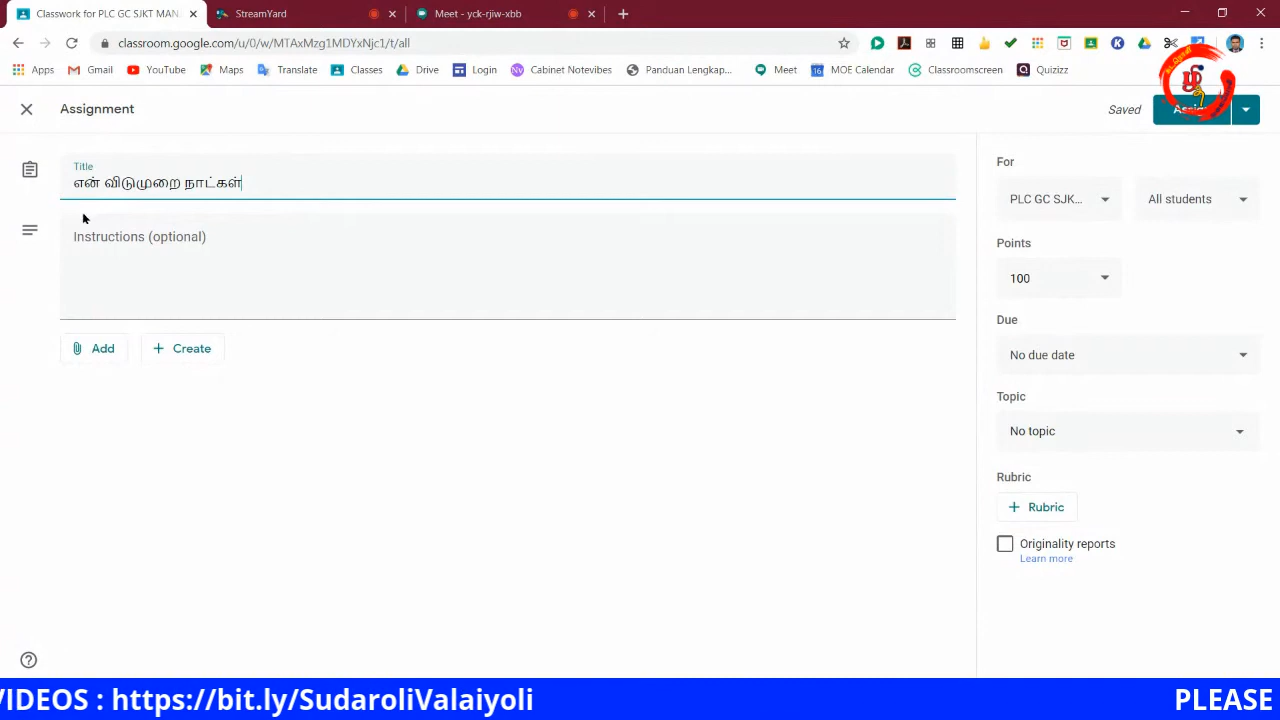 Classwork for PLC GC SJKT MAN
StreamYard
Meet - yck-rjiw-xbb
classroom.google.com/u/0/w/MTAxMzg1MDYxNjc1/t/all
Apps
Gmail
YouTube
Maps
Translate
Classes
Drive
Login
Cabinet Notevibes
Panduan Lengkap...
Meet
MOE Calendar
Classroomscreen
Quizizz
Assignment
Saved
Title
என் விடுமுறை நாட்கள்
Instructions (optional)
Add
Create
For
PLC GC SJK...
All students
Points
100
Due
No due date
Topic
No topic
Rubric
Rubric
Originality reports
Learn more
VIDEOS : https://bit.ly/SudaroliValaiyoli
PLEASE